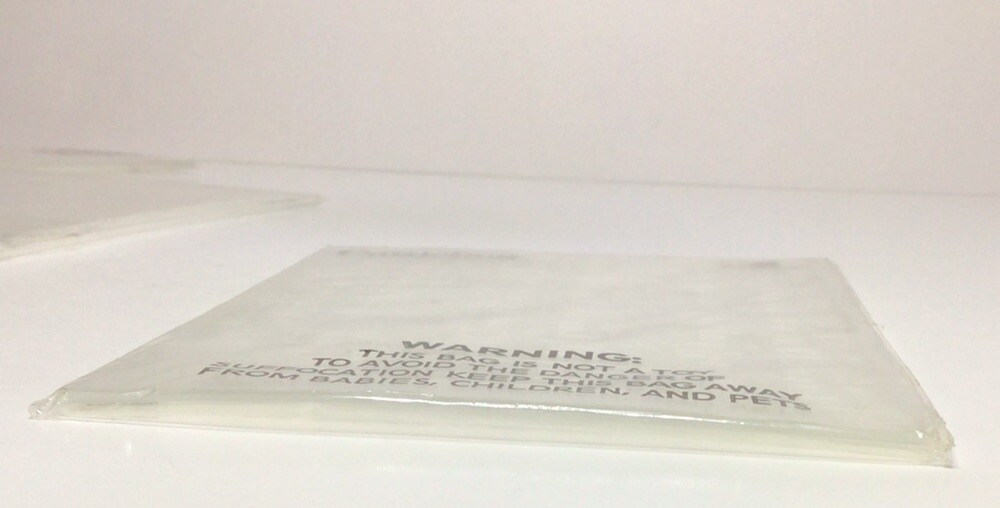 WARNING:
THIS BAG IS NOT A TOY.
TO AVOID THE DANGER OF
SUFFOCATION KEEP THIS BAG AWAY
FROM BABIES, CHILDREN, AND PETS